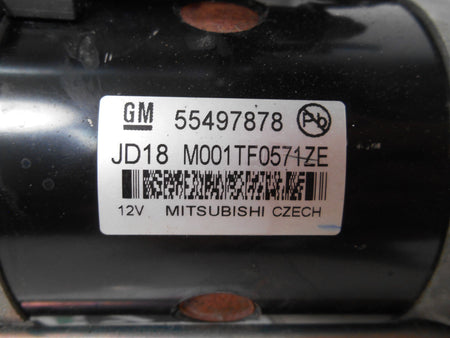 GM 55497878 Pb
JD18 M001TF0571ZE
12V MITSUBISHI CZECH